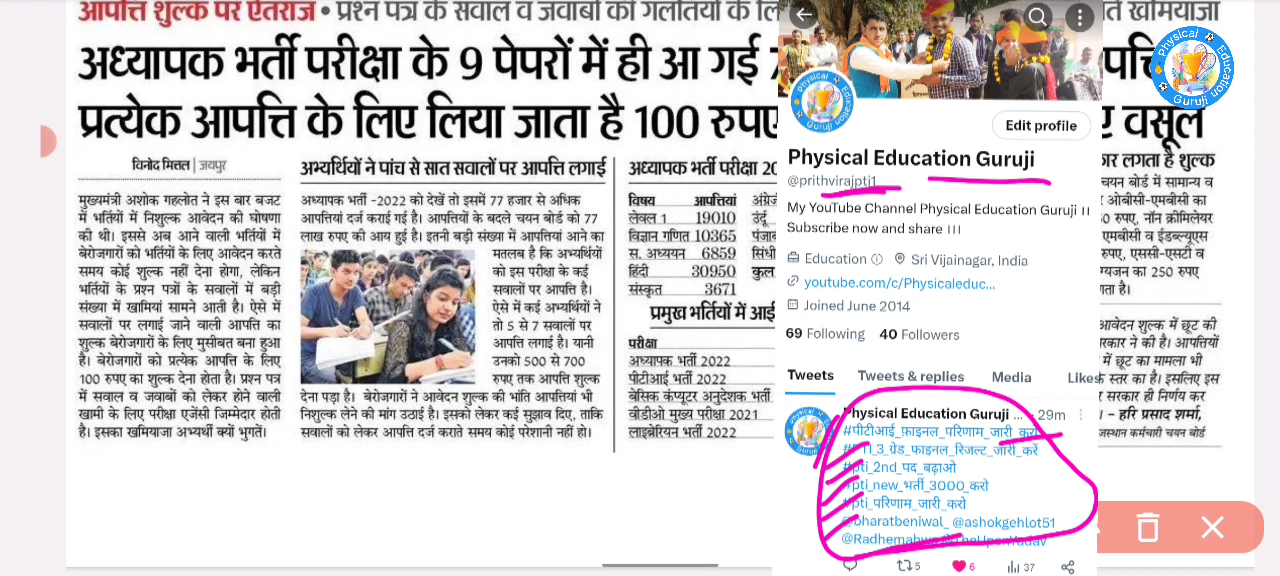 आपत्ति शुल्क पर ऐतराज • प्रश्न पत्र के सवाल व जवाबों की गलतियों के
खामियाजा
अध्यापक भर्ती परीक्षा के 9 पेपरों में ही आ गई
प्रत्येक आपत्ति के लिए लिया जाता है 100 रुपए
वसूल
विनोद मित्तल | जयपुर
मुख्यमंत्री अशोक गहलोत ने इस बार बजट
में भर्तियों में निशुल्क आवेदन की घोषणा
की थी। इससे अब आने वाली भर्तियों में
बेरोजगारों को भर्तियों के लिए आवेदन करते
समय कोई शुल्क नहीं देना होगा, लेकिन
भर्तियों के प्रश्न पत्रों के सवालों में बड़ी
संख्या में खामियां सामने आती है। ऐसे में
सवालों पर लगाई जाने वाली आपत्ति का
शुल्क बेरोजगारों के लिए मुसीबत बना हुआ
है। बेरोजगारों को प्रत्येक आपत्ति के लिए
100 रुपए का शुल्क देना होता है। प्रश्न पत्र
में सवाल व जवाबों को लेकर होने वाली
खामी के लिए परीक्षा एजेंसी जिम्मेदार होती
है। इसका खमियाजा अभ्यर्थी क्यों भुगतें।
अभ्यर्थियों ने पांच से सात सवालों पर आपत्ति लगाई
अध्यापक भर्ती -2022 को देखें तो इसमें 77 हजार से अधिक
आपत्तियां दर्ज कराई गई है। आपत्तियों के बदले चयन बोर्ड को 77
लाख रुपए की आय हुई है। इतनी बड़ी संख्या में आपत्तियां आने का
मतलब है कि अभ्यर्थियों
को इस परीक्षा के कई
सवालों पर आपत्ति है।
ऐसे में कई अभ्यर्थियों ने
तो 5 से 7 सवालों पर
आपत्ति लगाई है। यानी
उनको 500 से 700
रुपए तक आपत्ति शुल्क
देना पड़ा है। बेरोजगारों ने आवेदन शुल्क की भांति आपत्तियां भी
निशुल्क लेने की मांग उठाई है। इसको लेकर कई सुझाव दिए, ताकि
सवालों को लेकर आपत्ति दर्ज कराते समय कोई परेशानी नहीं हो।
अध्यापक भर्ती परीक्षा 20
विषय आपत्तियां अंग्रे
लेवल 1 19010 उर्दू
विज्ञान गणित 10365 पंजा
स. अध्ययन 6859 सिंधी
हिंदी 30950 कुल
संस्कृत 3671
प्रमुख भर्तियों में आई
परीक्षा
अध्यापक भर्ती 2022
पीटीआई भर्ती 2022
बेसिक कंप्यूटर अनुदेशक भर्ती
वीडीओ मुख्य परीक्षा 2021
लाइब्रेरियन भर्ती 2022
Edit profile
Physical Education Guruji
@prithvirajpti1
My YouTube Channel Physical Education Guruji ।।
Subscribe now and share ।।।
Education Sri Vijainagar, India
youtube.com/c/Physicaleduc...
Joined June 2014
69 Following 40 Followers
Tweets Tweets & replies Media Likes
Physical Education Guruji ... 29m
#पीटीआई_फ़ाइनल_परिणाम_जारी_करो
#PTI_3_ग्रेड_फाइनल_रिजल्ट_जारी_करें
#pti_2nd_पद_बढ़ाओ
#pti_new_भर्ती_3000_करो
#pti_परिणाम_जारी_करो
@bharatbeniwal_ @ashokgehlot51
5 6 37
Physical Education Guruji
लगता है शुल्क
चयन बोर्ड में सामान्य व
ओबीसी-एमबीसी का
रुपए, नॉन क्रीमिलेयर
एमबीसी व ईडब्ल्यूएस
रुपए, एससी-एसटी व
का 250 रुपए
आवेदन शुल्क में छूट की
ने की है। आपत्तियों
में छूट का मामला भी
स्तर का है। इसलिए इस
सरकार ही निर्णय कर
। - हरि प्रसाद शर्मा,
कर्मचारी चयन बोर्ड